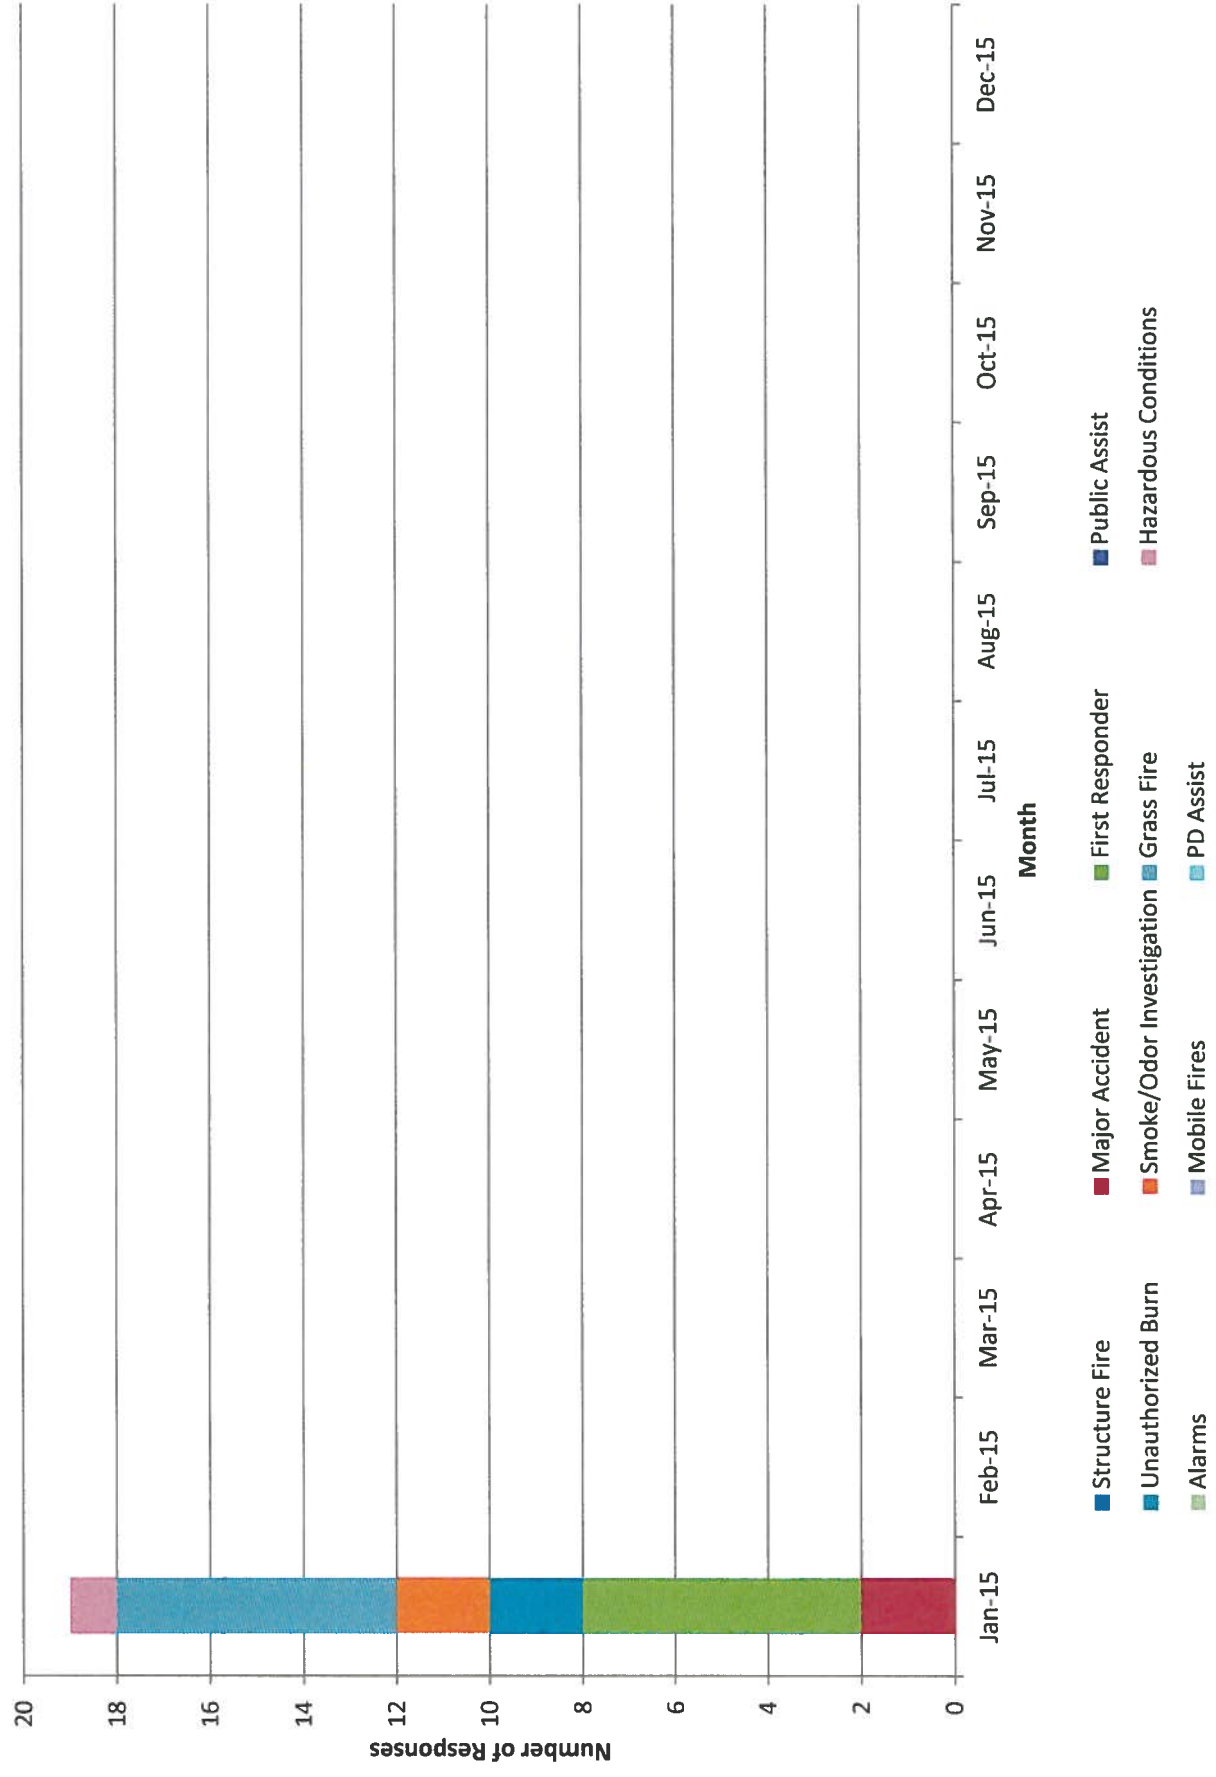 20
18
16
14
12
10
8
6
4
2
0
Number of Responses
Jan-15 Feb-15 Mar-15 Apr-15 May-15 Jun-15 Jul-15 Aug-15 Sep-15 Oct-15 Nov-15 Dec-15
Month
Structure Fire Major Accident First Responder Public Assist
Unauthorized Burn Smoke/Odor Investigation Grass Fire Hazardous Conditions
Alarms Mobile Fires PD Assist